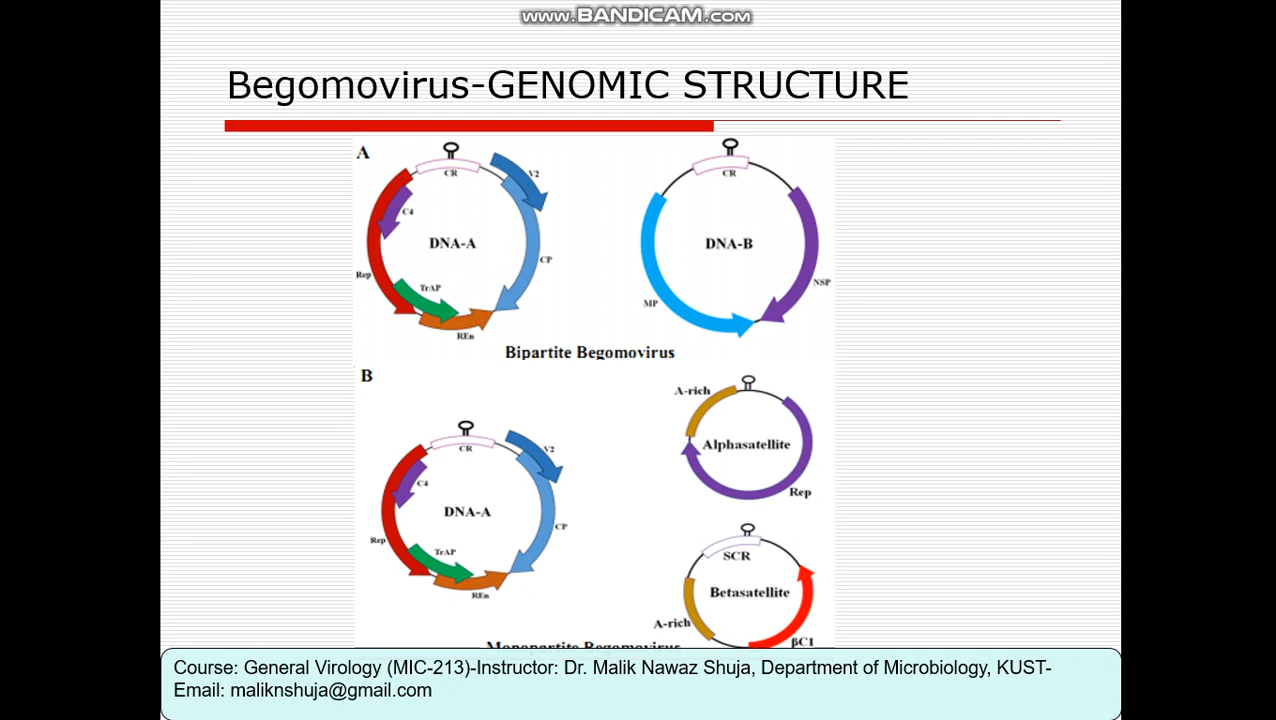 www.BANDICAM.com
Begomovirus-GENOMIC STRUCTURE
A
CR
V2
C4
DNA-A
CP
Rep
TrAP
REn
CR
DNA-B
MP
NSP
Bipartite Begomovirus
B
CR
V2
C4
DNA-A
CP
Rep
TrAP
REn
A-rich
Alphasatellite
Rep
SCR
Betasatellite
A-rich
βC1
Monopartite Begomovirus
Course: General Virology (MIC-213)-Instructor: Dr. Malik Nawaz Shuja, Department of Microbiology, KUST-
Email: maliknshuja@gmail.com